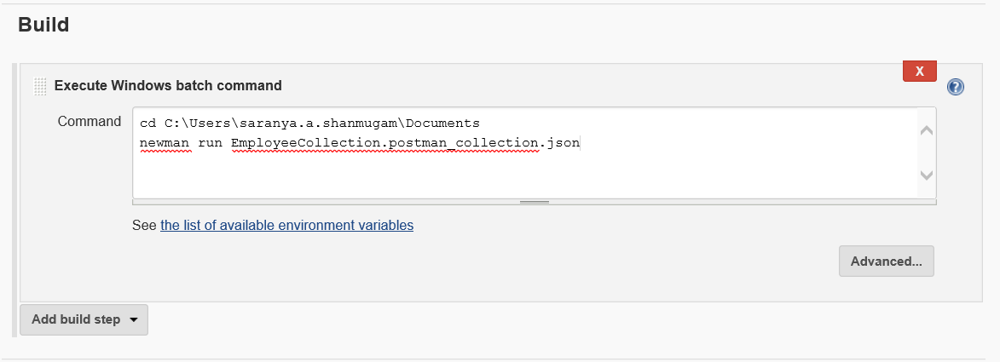 Build
X
Execute Windows batch command
?
Command
cd C:\Users\saranya.a.shanmugam\Documents
newman run EmployeeCollection.postman_collection.json
See the list of available environment variables
Advanced...
Add build step